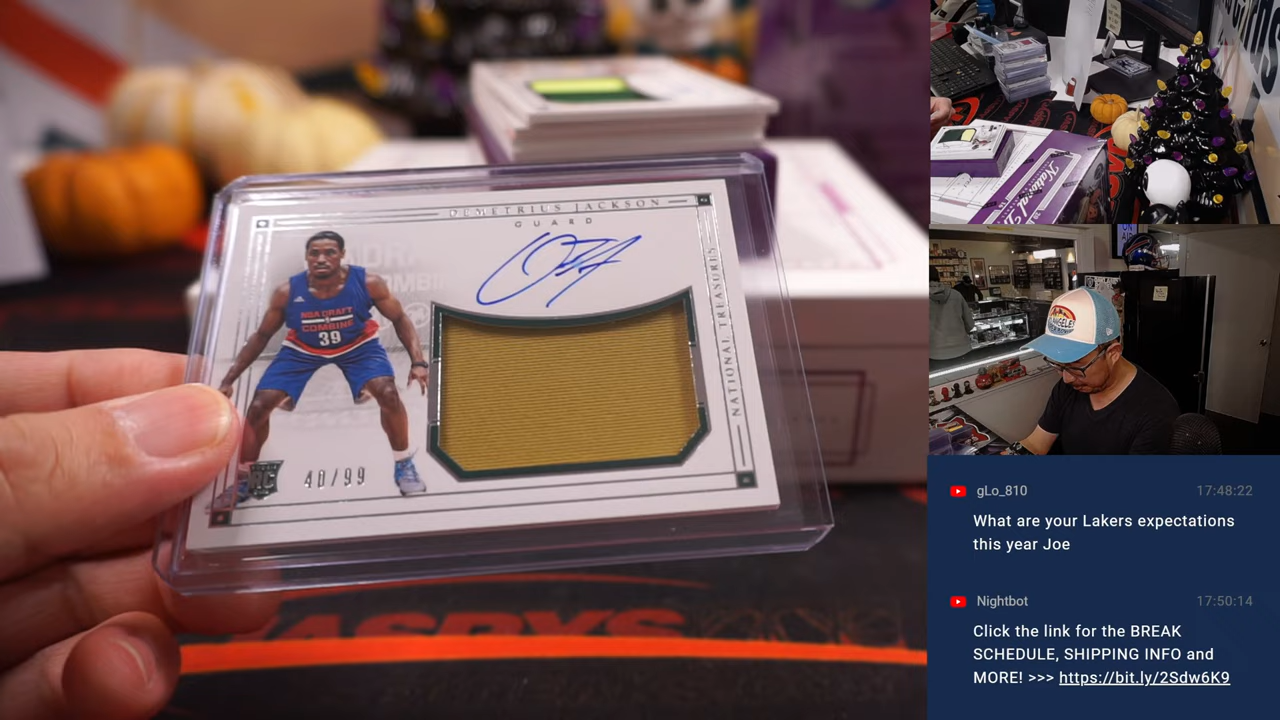 DEMETRIUS JACKSON
GUARD
NBA DRAFT
COMBINE
39
NATIONAL TREASURES
RC
40/99
National
gLo_810 17:48:22
What are your Lakers expectations
this year Joe
Nightbot 17:50:14
Click the link for the BREAK
SCHEDULE, SHIPPING INFO and
MORE! >>> https://bit.ly/2Sdw6K9